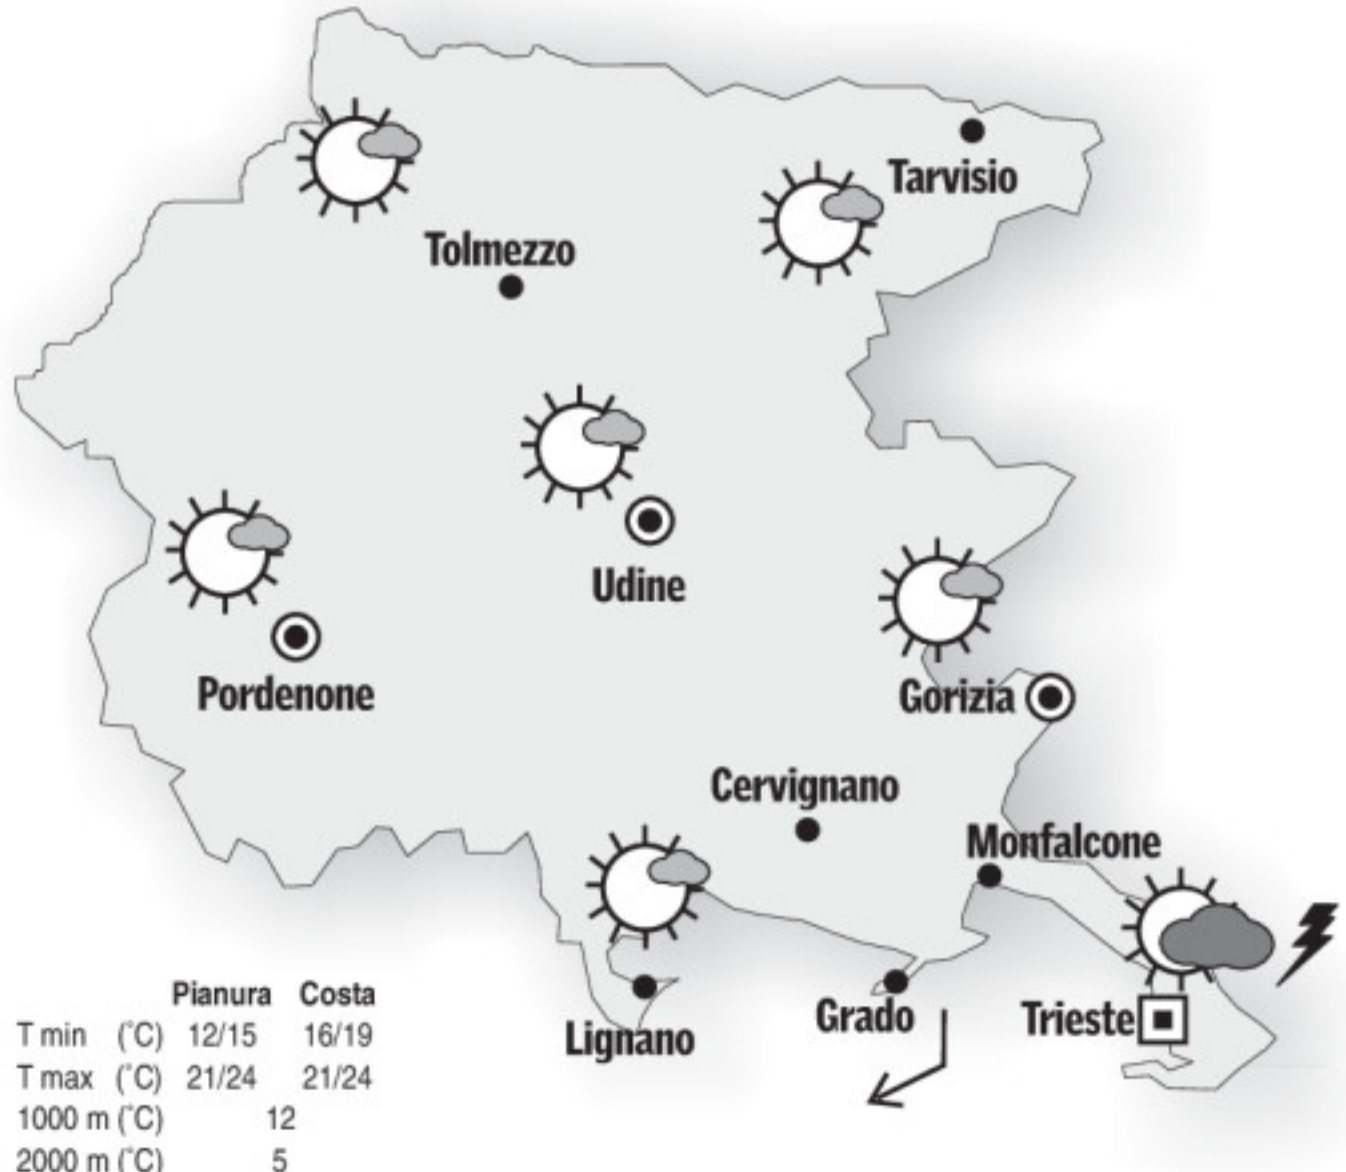 Tarvisio
Tolmezzo
Udine
Pordenone
Gorizia
Cervignano
Monfalcone
Grado
Trieste
Lignano
Pianura Costa
T min (°C) 12/15 16/19
T max (°C) 21/24 21/24
1000 m (°C) 12
2000 m (°C) 5